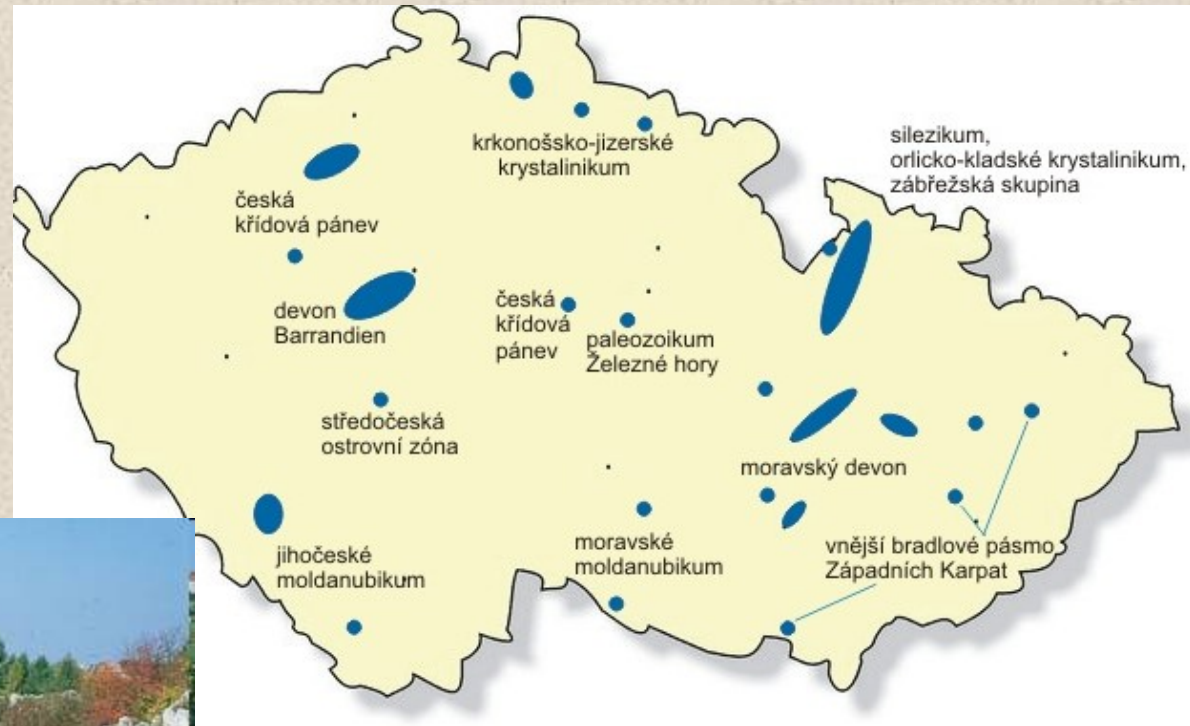 krkonošsko-jizerské
krystalinikum
silezikum,
orlicko-kladské krystalinikum,
zábřežská skupina
česká
křídová pánev
devon
Barrandien
česká
křídová
pánev
paleozoikum
Železné hory
středočeská
ostrovní zóna
moravský devon
jihočeské
moldanubikum
moravské
moldanubikum
vnější bradlové pásmo
Západních Karpat